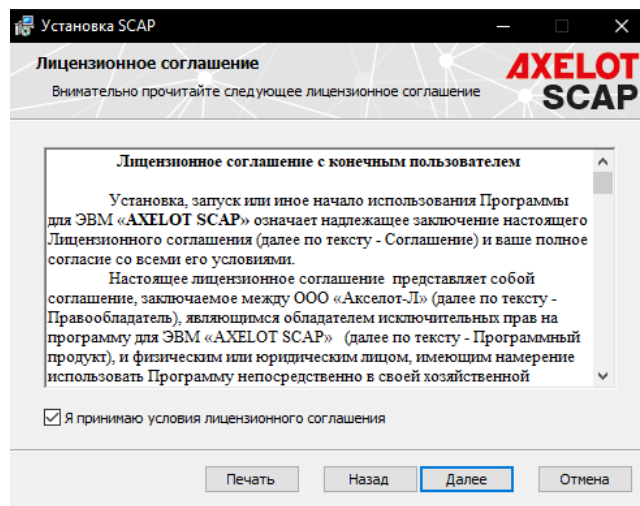 Установка SCAP
Лицензионное соглашение
Внимательно прочитайте следующее лицензионное соглашение
AXELOT
SCAP
Лицензионное соглашение с конечным пользователем
Установка, запуск или иное начало использования Программы
для ЭВМ «AXELOT SCAP» означает надлежащее заключение настоящего
Лицензионного соглашения (далее по тексту - Соглашение) и ваше полное
согласие со всеми его условиями.
Настоящее лицензионное соглашение представляет собой
соглашение, заключаемое между ООО «Акселот-Л» (далее по тексту -
Правообладатель), являющимся обладателем исключительных прав на
программу для ЭВМ «AXELOT SCAP» (далее по тексту - Программный
продукт), и физическим или юридическим лицом, имеющим намерение
использовать Программу непосредственно в своей хозяйственной
Я принимаю условия лицензионного соглашения
Печать Назад Далее Отмена